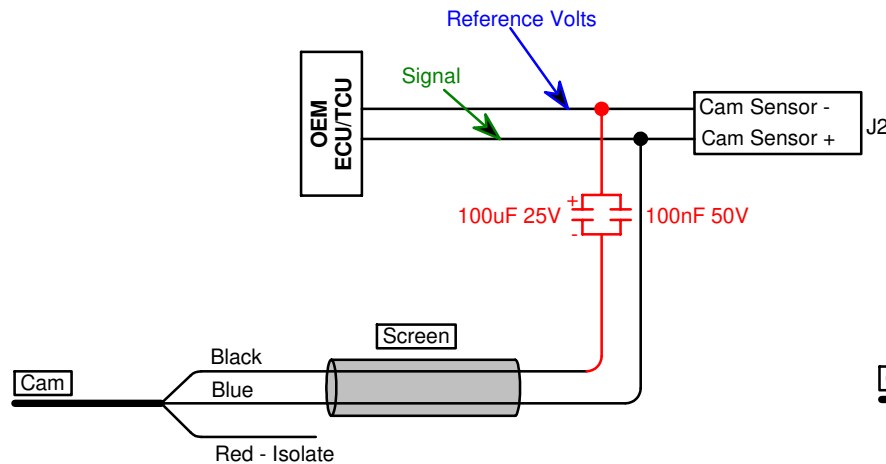 Reference Volts
Signal
OEM
ECU/TCU
Cam Sensor -
Cam Sensor +
J2
100uF 25V
+
-
100nF 50V
Screen
Cam
Black
Blue
Red - Isolate